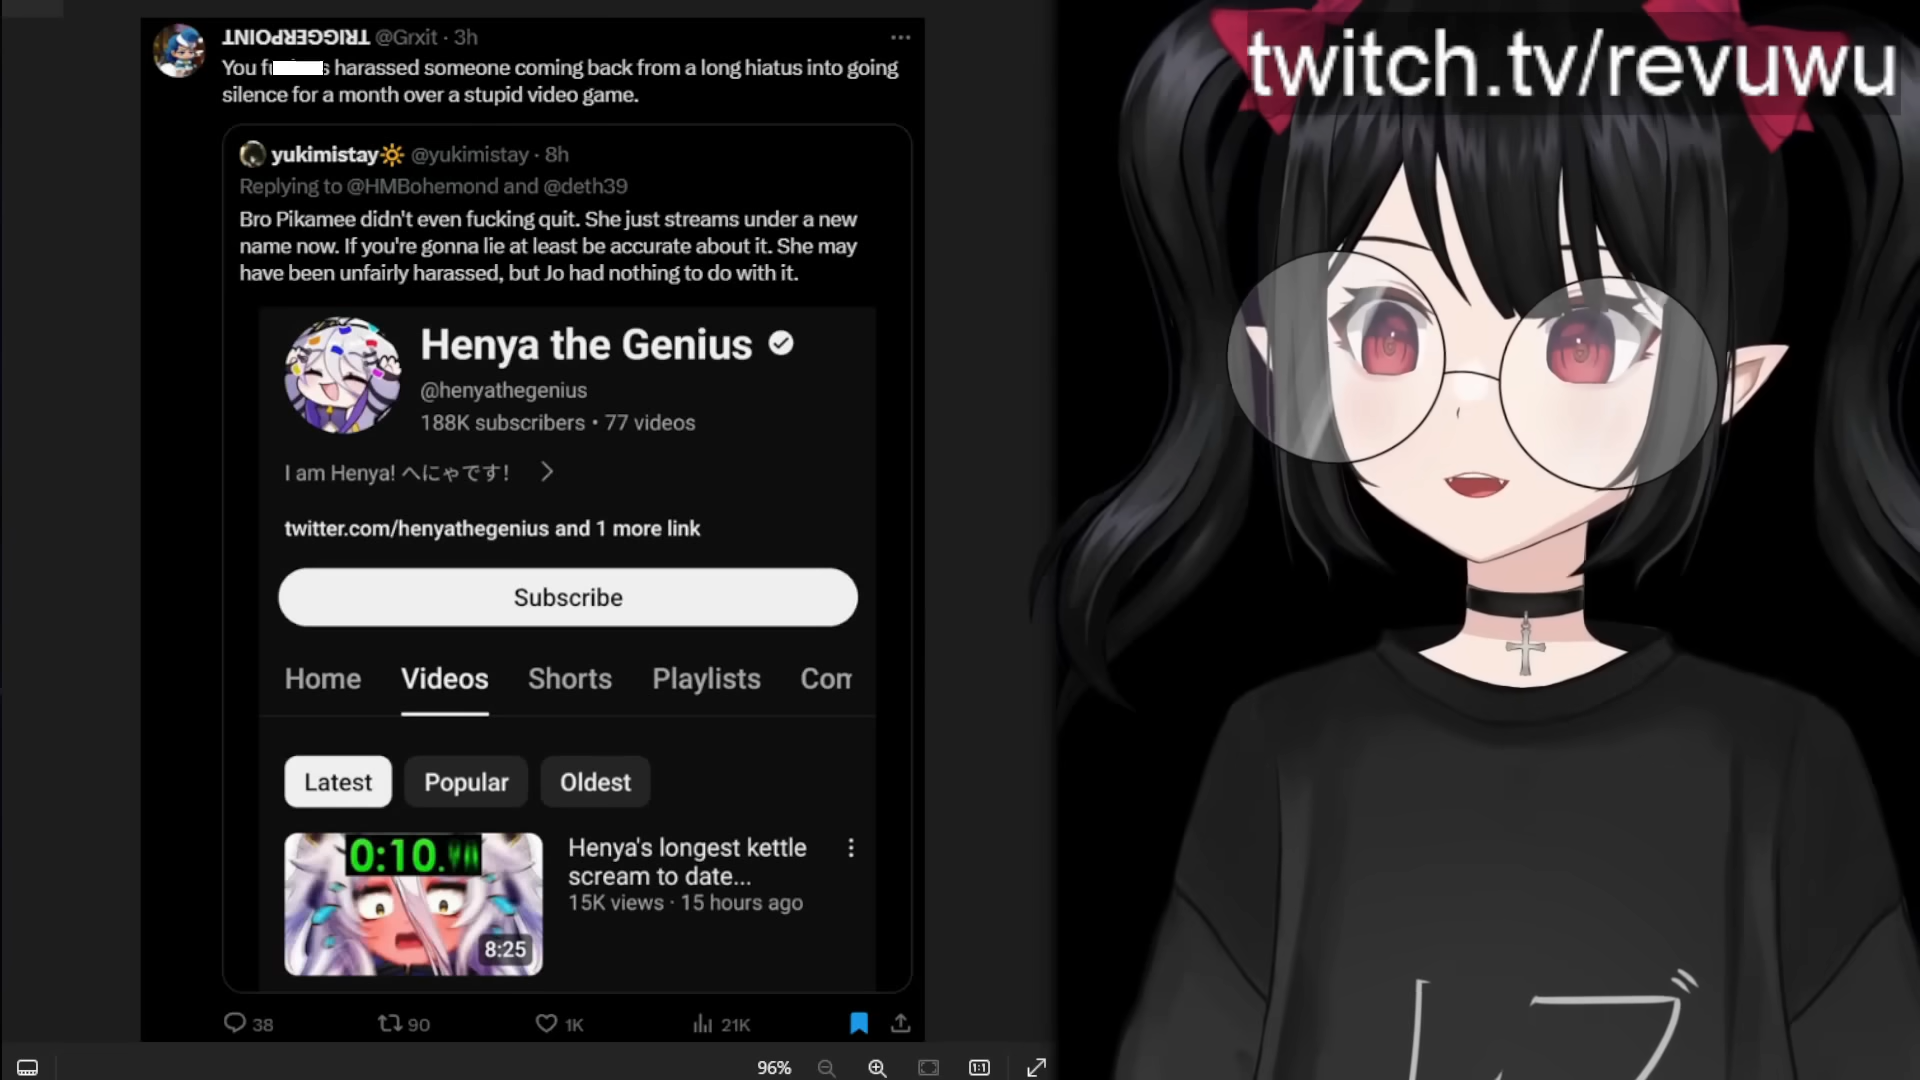 TRIGGERPOINT @Grxit · 3h
You fu s harassed someone coming back from a long hiatus into going
silence for a month over a stupid video game.
yukimistay🔆 @yukimistay · 8h
Replying to @HMBohemond and @deth39
Bro Pikamee didn't even fucking quit. She just streams under a new
name now. If you're gonna lie at least be accurate about it. She may
have been unfairly harassed, but Jo had nothing to do with it.
Henya the Genius
@henyathegenius
188K subscribers • 77 videos
I am Henya! へにゃです!
twitter.com/henyathegenius and 1 more link
Subscribe
Home Videos Shorts Playlists Com
Latest Popular Oldest
0:10.
8:25
Henya's longest kettle
scream to date...
15K views · 15 hours ago
38 90 1K 21K
96% 1:1
twitch.tv/revuwu
レブ